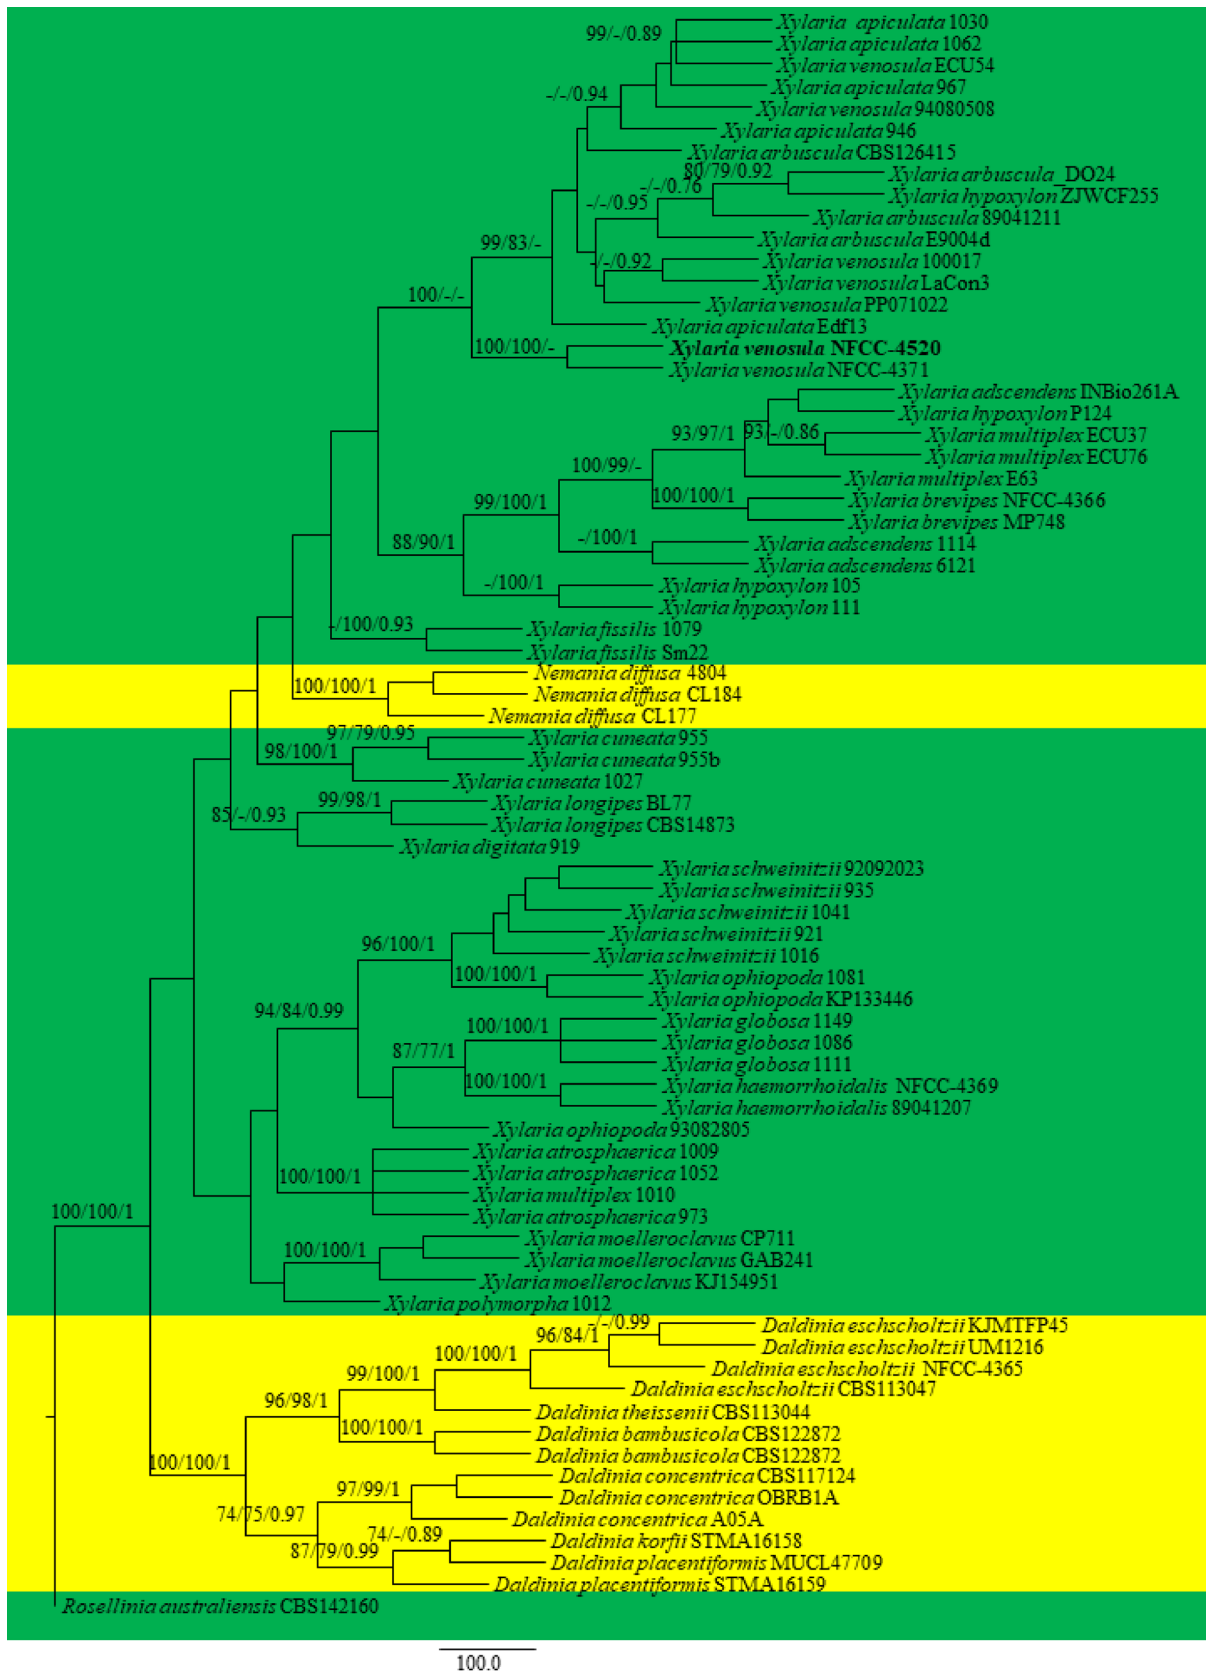 Xylaria apiculata 1030
99/-/0.89
Xylaria apiculata 1062
Xylaria venosula ECU54
Xylaria apiculata 967
-/-/0.94
Xylaria venosula 94080508
Xylaria apiculata 946
Xylaria arbuscula CBS126415
80/79/0.92
Xylaria arbuscula_DO24
-/-/0.76
Xylaria hypoxylon ZJWCF255
-/-/0.95
Xylaria arbuscula 89041211
Xylaria arbuscula E9004d
99/83/-
-/-/0.92
Xylaria venosula 100017
Xylaria venosula LaCon3
100/-/-
Xylaria venosula PP071022
Xylaria apiculata Edf13
100/100/-
Xylaria venosula NFCC-4520
Xylaria venosula NFCC-4371
Xylaria adscendens INBio261A
Xylaria hypoxylon P124
93/97/1
93/-/0.86
Xylaria multiplex ECU37
Xylaria multiplex ECU76
100/99/-
Xylaria multiplex E63
100/100/1
Xylaria brevipes NFCC-4366
99/100/1
Xylaria brevipes MP748
88/90/1
-/100/1
Xylaria adscendens 1114
Xylaria adscendens 6121
-/100/1
Xylaria hypoxylon 105
Xylaria hypoxylon 111
-/100/0.93
Xylaria fissilis 1079
Xylaria fissilis Sm22
Nemania diffusa 4804
100/100/1
Nemania diffusa CL184
Nemania diffusa CL177
97/79/0.95
Xylaria cuneata 955
98/100/1
Xylaria cuneata 955b
Xylaria cuneata 1027
99/98/1
Xylaria longipes BL77
85/-/0.93
Xylaria longipes CBS14873
Xylaria digitata 919
Xylaria schweinitzii 92092023
Xylaria schweinitzii 935
Xylaria schweinitzii 1041
Xylaria schweinitzii 921
96/100/1
Xylaria schweinitzii 1016
100/100/1
Xylaria ophiopoda 1081
Xylaria ophiopoda KP133446
94/84/0.99
Xylaria globosa 1149
100/100/1
Xylaria globosa 1086
87/77/1
Xylaria globosa 1111
100/100/1
Xylaria haemorrhoidalis NFCC-4369
Xylaria haemorrhoidalis 89041207
Xylaria ophiopoda 93082805
Xylaria atrosphaerica 1009
100/100/1
Xylaria atrosphaerica 1052
Xylaria multiplex 1010
100/100/1
Xylaria atrosphaerica 973
Xylaria moelleroclavus CP711
100/100/1
Xylaria moelleroclavus GAB241
Xylaria moelleroclavus KJ154951
Xylaria polymorpha 1012
-/-/0.99
Daldinia eschscholtzii KJMTFP45
96/84/1
Daldinia eschscholtzii UM1216
100/100/1
Daldinia eschscholtzii NFCC-4365
99/100/1
Daldinia eschscholtzii CBS113047
96/98/1
Daldinia theissenii CBS113044
100/100/1
Daldinia bambusicola CBS122872
Daldinia bambusicola CBS122872
100/100/1
Daldinia concentrica CBS117124
97/99/1
Daldinia concentrica OBRB1A
74/75/0.97
Daldinia concentrica A05A
74/-/0.89
Daldinia korfii STMA16158
87/79/0.99
Daldinia placentiformis MUCL47709
Daldinia placentiformis STMA16159
Rosellinia australiensis CBS142160
100.0